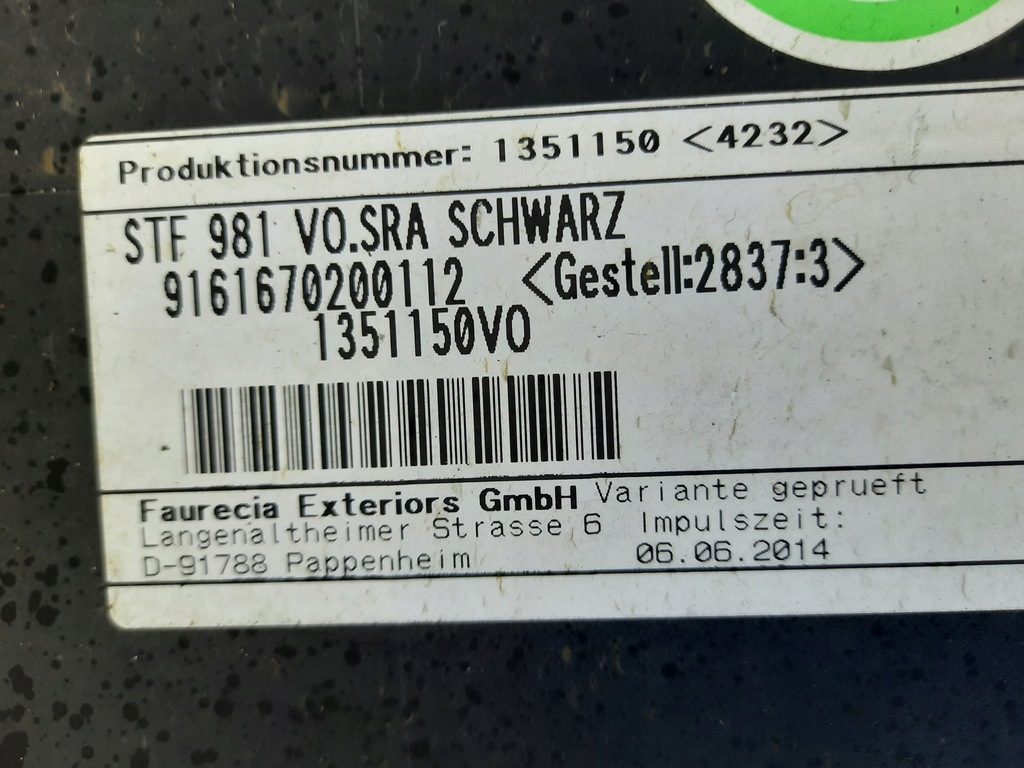 Produktionsnummer: 1351150 <4232>
STF 981 VO.SRA SCHWARZ
9161670200112 <Gestell:2837:3>
1351150VO
Faurecia Exteriors GmbH Variante geprueft
Langenaltheimer Strasse 6 Impulszeit:
D-91788 Pappenheim 06.06.2014